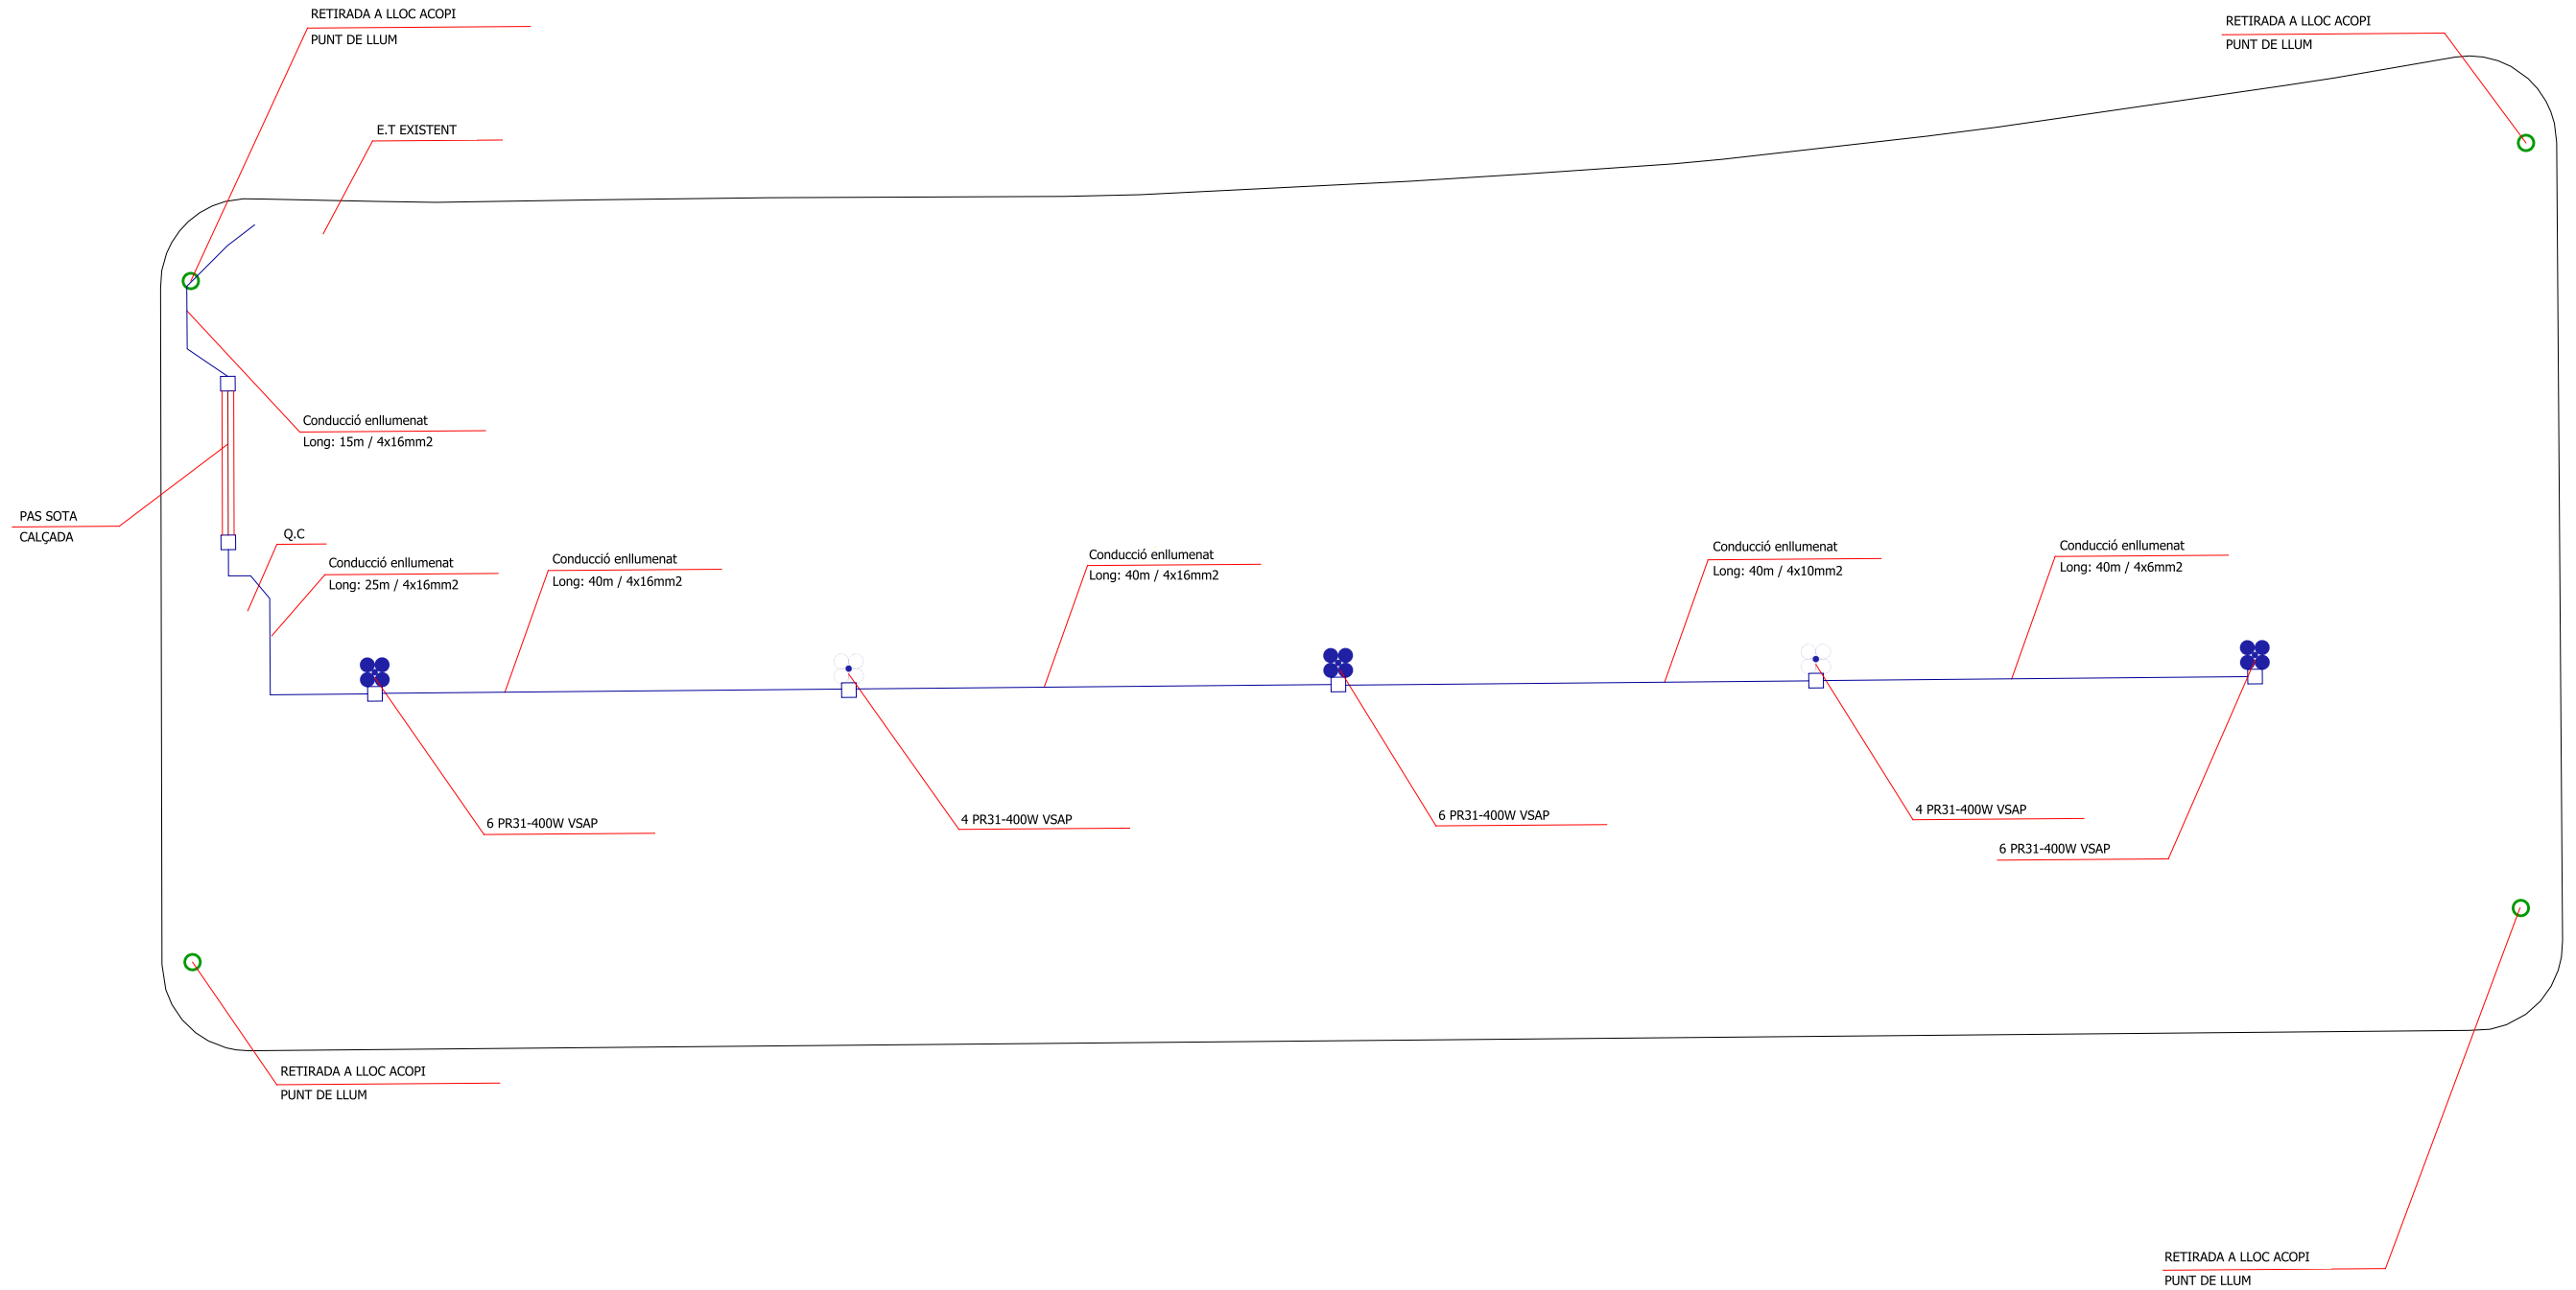 RETIRADA A LLOC ACOPI
PUNT DE LLUM
RETIRADA A LLOC ACOPI
PUNT DE LLUM
E.T EXISTENT
Conducció enllumenat
Long: 15m / 4x16mm2
PAS SOTA
CALÇADA
Q.C
Conducció enllumenat
Long: 25m / 4x16mm2
Conducció enllumenat
Long: 40m / 4x16mm2
Conducció enllumenat
Long: 40m / 4x16mm2
Conducció enllumenat
Long: 40m / 4x10mm2
Conducció enllumenat
Long: 40m / 4x6mm2
6 PR31-400W VSAP
4 PR31-400W VSAP
6 PR31-400W VSAP
4 PR31-400W VSAP
6 PR31-400W VSAP
RETIRADA A LLOC ACOPI
PUNT DE LLUM
RETIRADA A LLOC ACOPI
PUNT DE LLUM